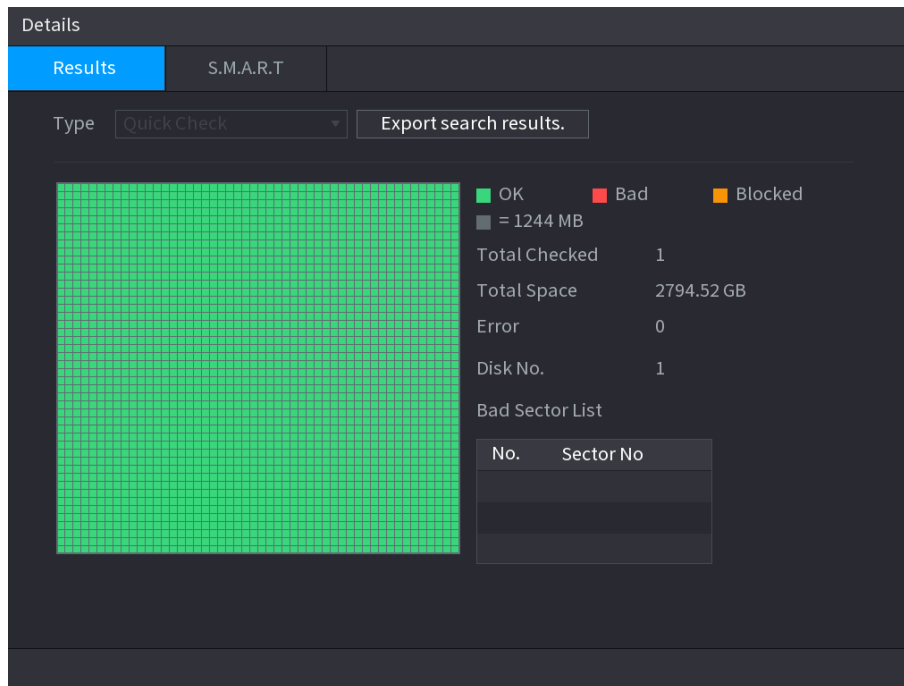 Details
Results S.M.A.R.T
Type Quick Check Export search results.
OK Bad Blocked
= 1244 MB
Total Checked 1
Total Space 2794.52 GB
Error 0
Disk No. 1
Bad Sector List
No. Sector No